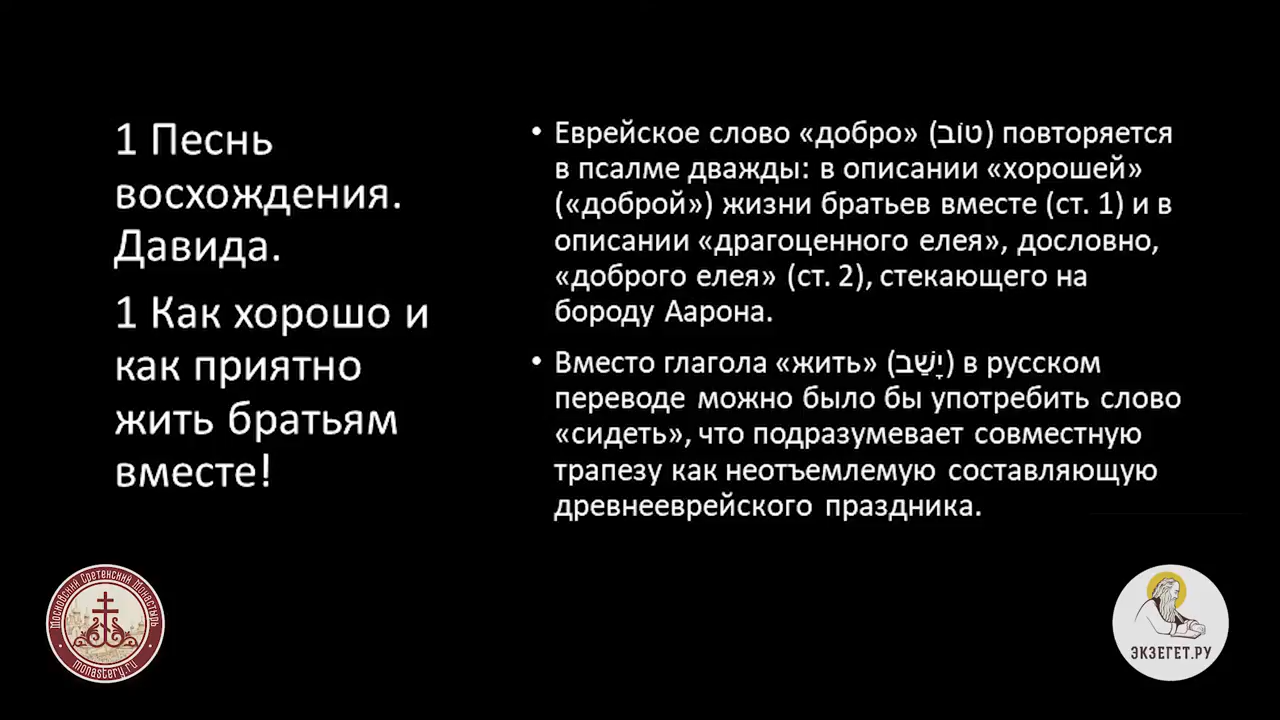 1 Песнь
восхождения.
Давида.
1 Как хорошо и
как приятно
жить братьям
вместе!
• Еврейское слово «добро» (טוֹב) повторяется
в псалме дважды: в описании «хорошей»
(«доброй») жизни братьев вместе (ст. 1) и в
описании «драгоценного елея», дословно,
«доброго елея» (ст. 2), стекающего на
бороду Аарона.
• Вместо глагола «жить» (יָשַׁב) в русском
переводе можно было бы употребить слово
«сидеть», что подразумевает совместную
трапезу как неотъемлемую составляющую
древнееврейского праздника.
Московский Сретенский Монастырь
monastery.ru
ЭКЗЕГЕТ.РУ